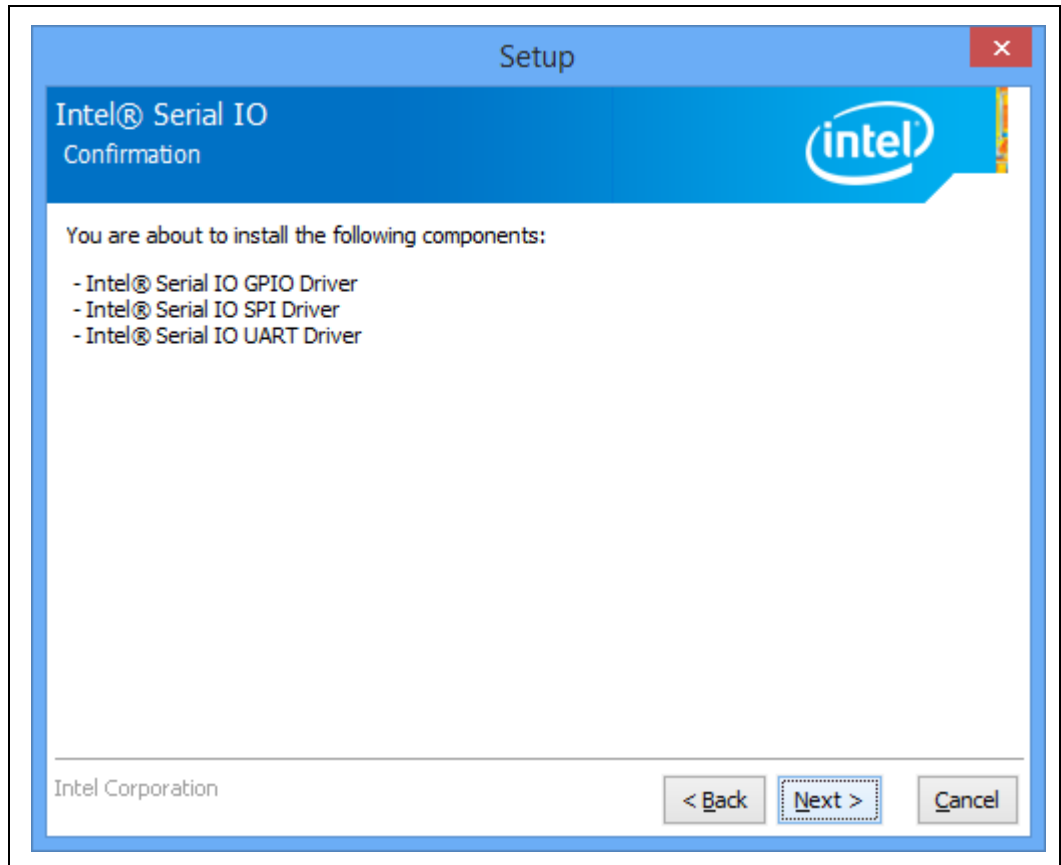 Setup
Intel® Serial IO
Confirmation
intel
You are about to install the following components:
- Intel® Serial IO GPIO Driver
- Intel® Serial IO SPI Driver
- Intel® Serial IO UART Driver
Intel Corporation
< Back Next > Cancel